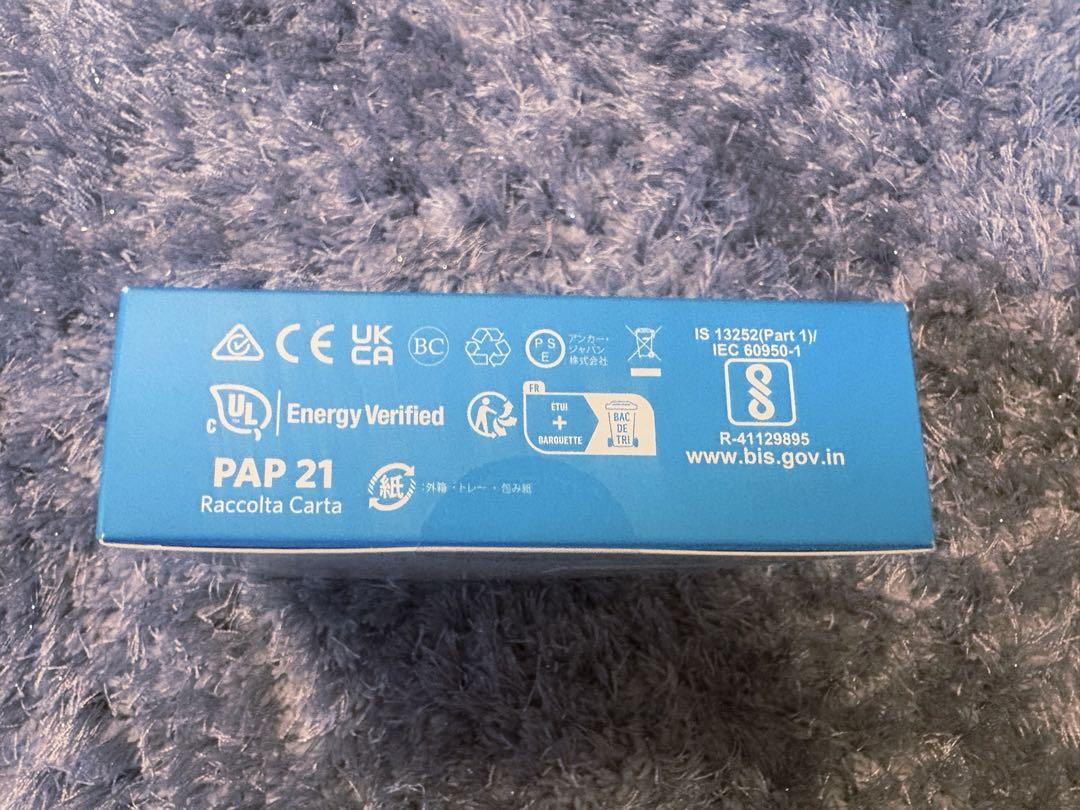 CE
UK
CA
BC
PS
E
アンカー・
ジャパン
株式会社
IS 13252(Part 1)/
IEC 60950-1
R-41129895
www.bis.gov.in
c UL
Energy Verified
FR
ÉTUI
+
BARQUETTE
BAC
DE
TRI
PAP 21
Raccolta Carta
紙
:外箱・トレー・包み紙